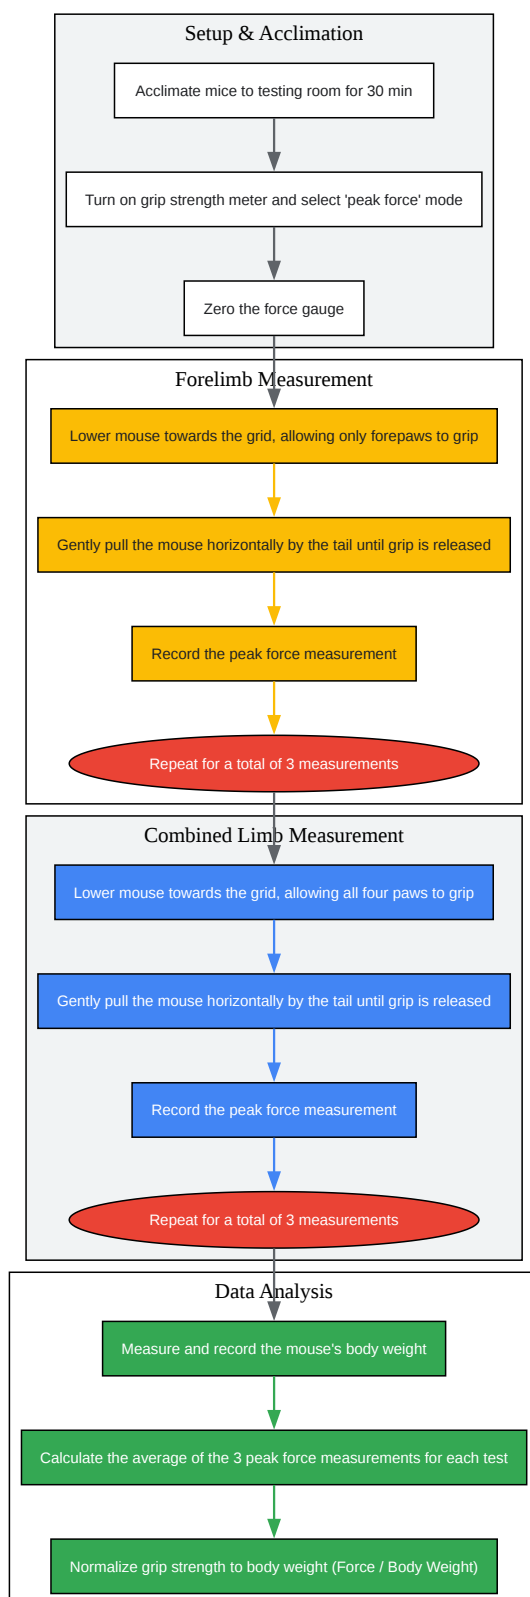 Setup & Acclimation
Acclimate mice to testing room for 30 min
Turn on grip strength meter and select 'peak force' mode
Zero the force gauge
Forelimb Measurement
Lower mouse towards the grid, allowing only forepaws to grip
Gently pull the mouse horizontally by the tail until grip is released
Record the peak force measurement
Repeat for a total of 3 measurements
Combined Limb Measurement
Lower mouse towards the grid, allowing all four paws to grip
Gently pull the mouse horizontally by the tail until grip is released
Record the peak force measurement
Repeat for a total of 3 measurements
Data Analysis
Measure and record the mouse's body weight
Calculate the average of the 3 peak force measurements for each test
Normalize grip strength to body weight (Force / Body Weight)